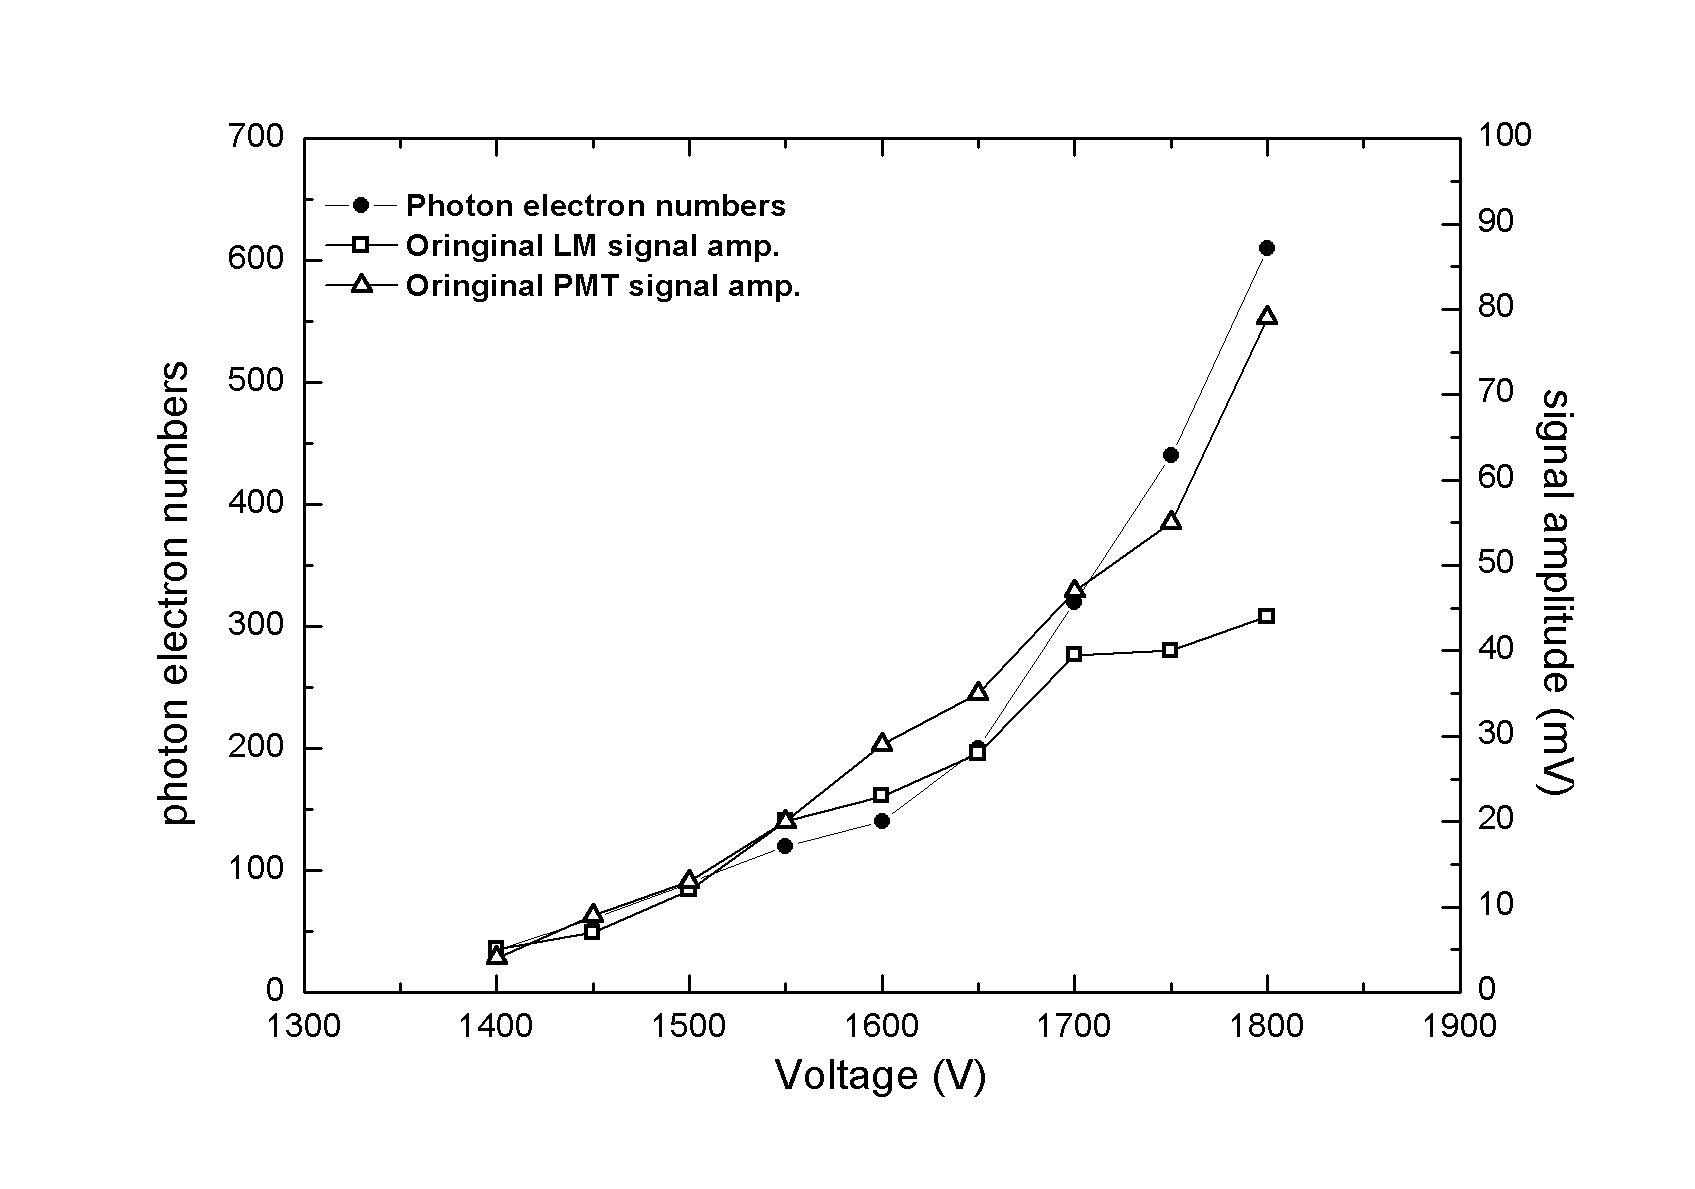 700
600
500
400
300
200
100
0
photon electron numbers
Photon electron numbers
Oringinal LM signal amp.
Oringinal PMT signal amp.
100
90
80
70
60
50
40
30
20
10
0
signal amplitude (mV)
1300 1400 1500 1600 1700 1800 1900
Voltage (V)